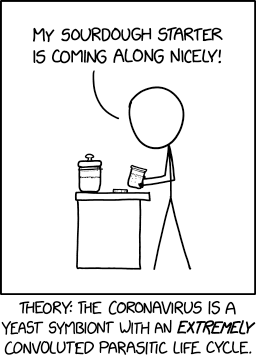 MY SOURDOUGH STARTER
IS COMING ALONG NICELY!
THEORY: THE CORONAVIRUS IS A
YEAST SYMBIONT WITH AN EXTREMELY
CONVOLUTED PARASITIC LIFE CYCLE.